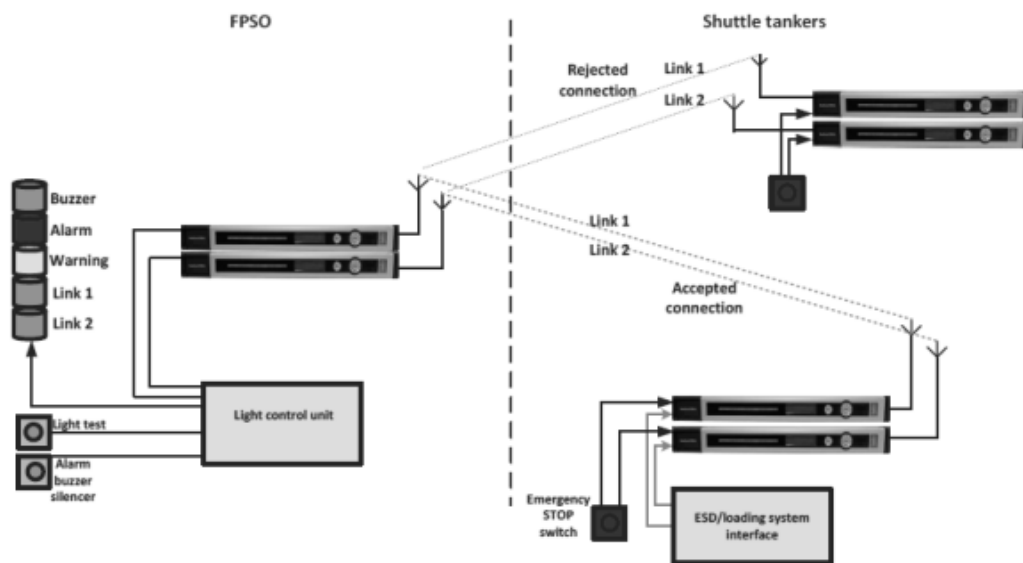 FPSO
Shuttle tankers
Rejected
connection
Link 1
Link 2
Buzzer
Alarm
Warning
Link 1
Link 2
Link 1
Link 2
Accepted
connection
Light control unit
Light test
Alarm
buzzer
silencer
Emergency
STOP
switch
ESD/loading system
interface